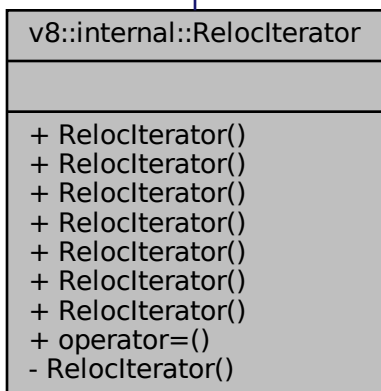 v8::internal::RelocIterator
+ RelocIterator()
+ RelocIterator()
+ RelocIterator()
+ RelocIterator()
+ RelocIterator()
+ RelocIterator()
+ RelocIterator()
+ operator=()
- RelocIterator()